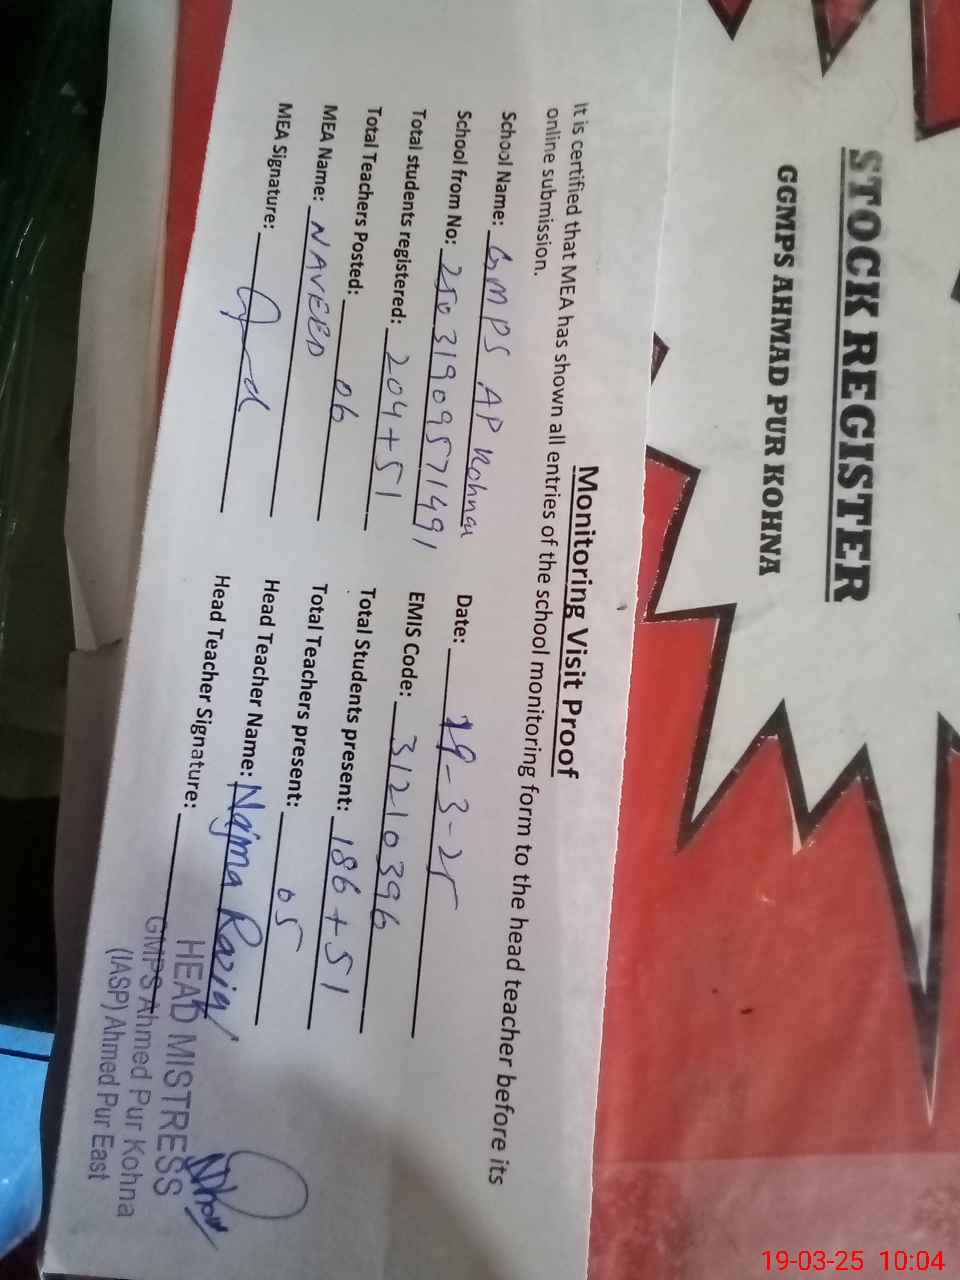 STOCK REGISTER
GGMPS AHMAD PUR KOHNA
Monitoring Visit Proof
It is certified that MEA has shown all entries of the school monitoring form to the head teacher before its
online submission.
School Name: GMPS AP Kohna Date: 19-3-25
School from No: 25031909571491 EMIS Code: 31210396
Total students registered: 204+51 Total Students present: 186+51
Total Teachers Posted: 06 Total Teachers present: 05
MEA Name: NAVEED Head Teacher Name: Najma Razia
MEA Signature: Head Teacher Signature:
HEAD MISTRESS
GMPS Ahmed Pur Kohna
(IASP) Ahmed Pur East
19-03-25 10:04